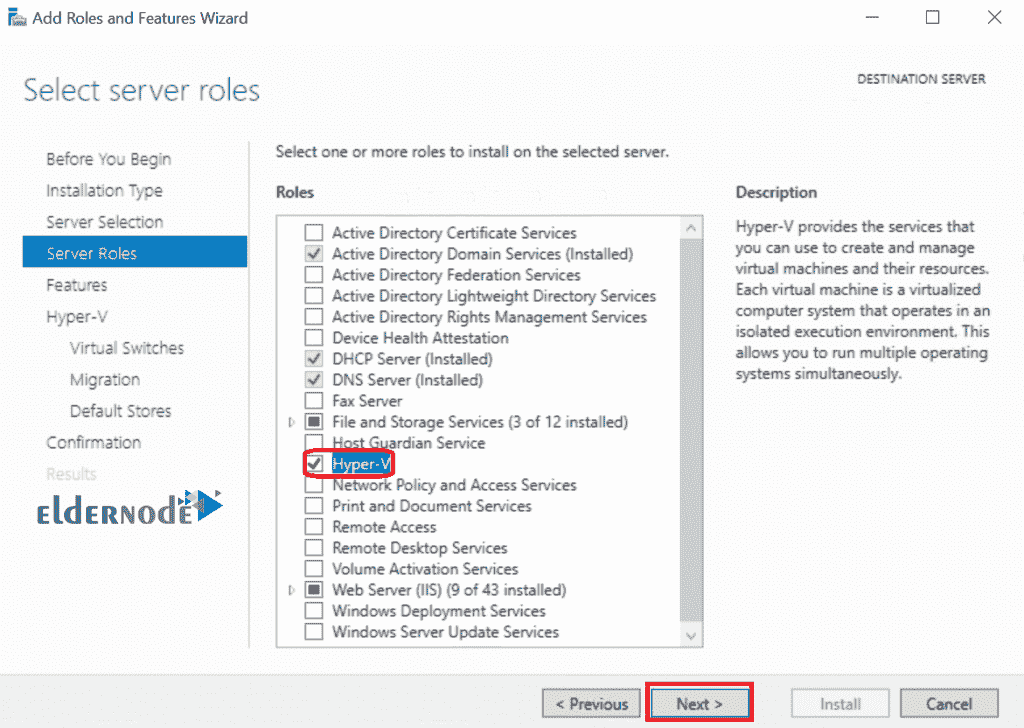 Add Roles and Features Wizard
Select server roles
DESTINATION SERVER
Before You Begin
Installation Type
Server Selection
Server Roles
Features
Hyper-V
Virtual Switches
Migration
Default Stores
Confirmation
Results
ELDERNODE
Select one or more roles to install on the selected server.
Roles
Active Directory Certificate Services
Active Directory Domain Services (Installed)
Active Directory Federation Services
Active Directory Lightweight Directory Services
Active Directory Rights Management Services
Device Health Attestation
DHCP Server (Installed)
DNS Server (Installed)
Fax Server
File and Storage Services (3 of 12 installed)
Host Guardian Service
Hyper-V
Network Policy and Access Services
Print and Document Services
Remote Access
Remote Desktop Services
Volume Activation Services
Web Server (IIS) (9 of 43 installed)
Windows Deployment Services
Windows Server Update Services
Description
Hyper-V provides the services that
you can use to create and manage
virtual machines and their resources.
Each virtual machine is a virtualized
computer system that operates in an
isolated execution environment. This
allows you to run multiple operating
systems simultaneously.
< Previous
Next >
Install
Cancel